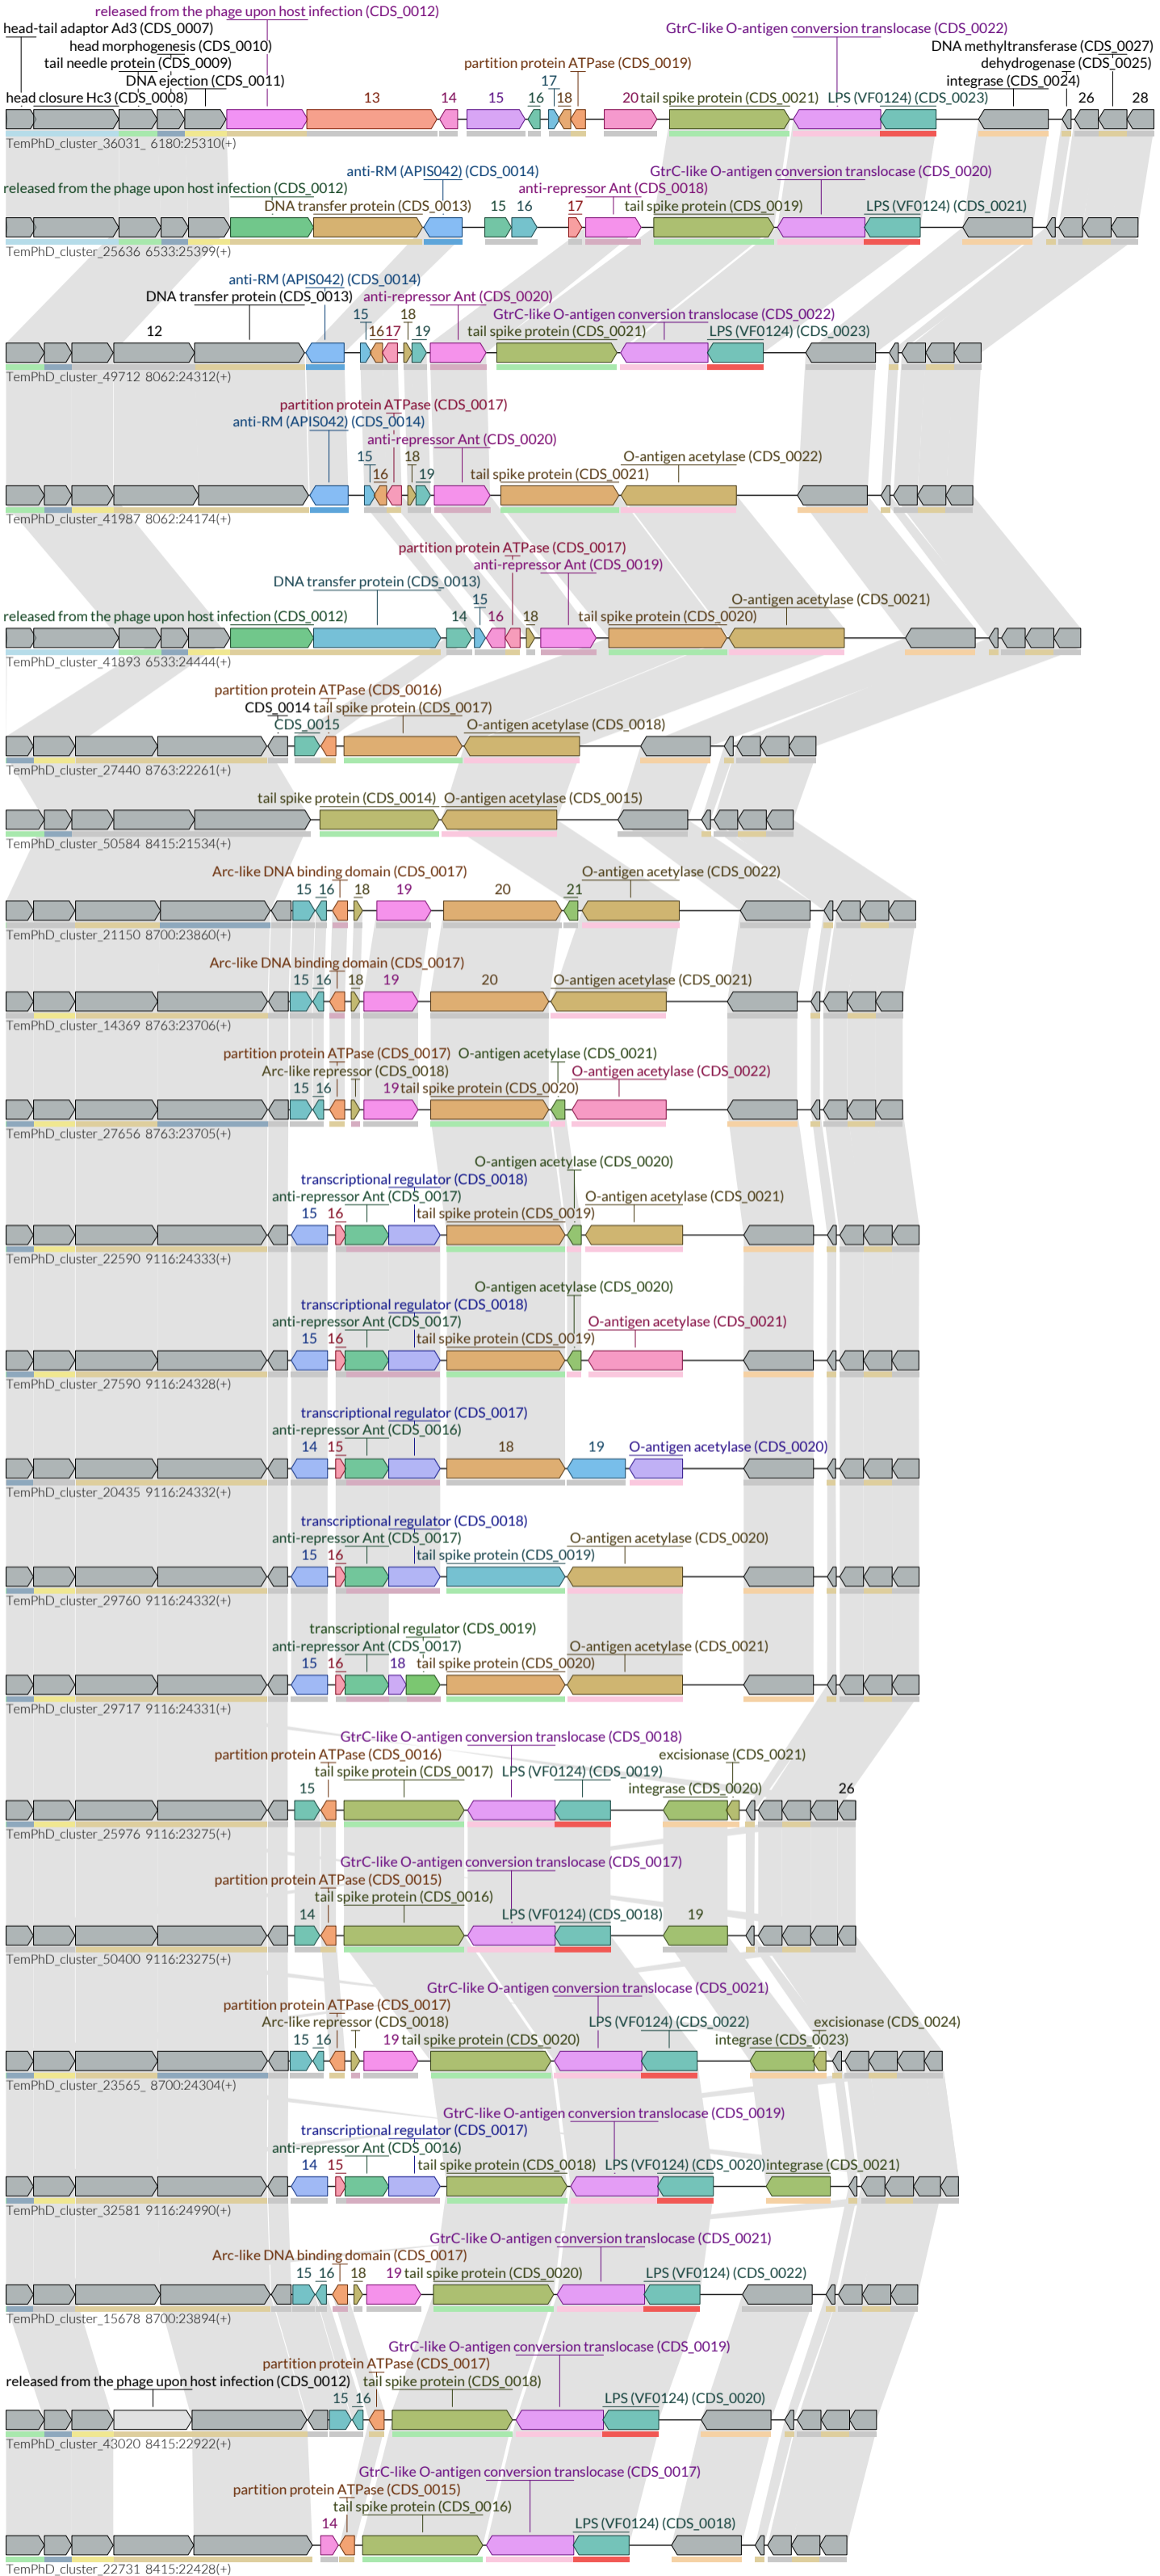 released from the phage upon host infection (CDS_0012)
head-tail adaptor Ad3 (CDS_0007) GtrC-like O-antigen conversion translocase (CDS_0022)
head morphogenesis (CDS_0010) DNA methyltransferase (CDS_0027)
tail needle protein (CDS_0009) partition protein ATPase (CDS_0019) dehydrogenase (CDS_0025)
DNA ejection (CDS_0011) 17 integrase (CDS_0024)
head closure Hc3 (CDS_0008) 13 14 15 16 18 20 tail spike protein (CDS_0021) LPS (VF0124) (CDS_0023) 26 28
TemPhD_cluster_36031_ 6180:25310(+)
anti-RM (APIS042) (CDS_0014) GtrC-like O-antigen conversion translocase (CDS_0020)
released from the phage upon host infection (CDS_0012) anti-repressor Ant (CDS_0018)
DNA transfer protein (CDS_0013) 15 16 17 tail spike protein (CDS_0019) LPS (VF0124) (CDS_0021)
TemPhD_cluster_25636 6533:25399(+)
anti-RM (APIS042) (CDS_0014)
DNA transfer protein (CDS_0013) anti-repressor Ant (CDS_0020)
15 18 GtrC-like O-antigen conversion translocase (CDS_0022)
12 16 17 19 tail spike protein (CDS_0021) LPS (VF0124) (CDS_0023)
TemPhD_cluster_49712 8062:24312(+)
partition protein ATPase (CDS_0017)
anti-RM (APIS042) (CDS_0014)
anti-repressor Ant (CDS_0020)
15 18 O-antigen acetylase (CDS_0022)
16 19 tail spike protein (CDS_0021)
TemPhD_cluster_41987 8062:24174(+)
partition protein ATPase (CDS_0017)
anti-repressor Ant (CDS_0019)
DNA transfer protein (CDS_0013)
15 O-antigen acetylase (CDS_0021)
released from the phage upon host infection (CDS_0012) 14 16 18 tail spike protein (CDS_0020)
TemPhD_cluster_41893 6533:24444(+)
partition protein ATPase (CDS_0016)
CDS_0014 tail spike protein (CDS_0017)
CDS_0015 O-antigen acetylase (CDS_0018)
TemPhD_cluster_27440 8763:22261(+)
tail spike protein (CDS_0014) O-antigen acetylase (CDS_0015)
TemPhD_cluster_50584 8415:21534(+)
Arc-like DNA binding domain (CDS_0017) O-antigen acetylase (CDS_0022)
15 16 18 19 20 21
TemPhD_cluster_21150 8700:23860(+)
Arc-like DNA binding domain (CDS_0017)
15 16 18 19 20 O-antigen acetylase (CDS_0021)
TemPhD_cluster_14369 8763:23706(+)
partition protein ATPase (CDS_0017) O-antigen acetylase (CDS_0021)
Arc-like repressor (CDS_0018) O-antigen acetylase (CDS_0022)
15 16 19 tail spike protein (CDS_0020)
TemPhD_cluster_27656 8763:23705(+)
O-antigen acetylase (CDS_0020)
transcriptional regulator (CDS_0018)
anti-repressor Ant (CDS_0017) O-antigen acetylase (CDS_0021)
15 16 tail spike protein (CDS_0019)
TemPhD_cluster_22590 9116:24333(+)
O-antigen acetylase (CDS_0020)
transcriptional regulator (CDS_0018)
anti-repressor Ant (CDS_0017) O-antigen acetylase (CDS_0021)
15 16 tail spike protein (CDS_0019)
TemPhD_cluster_27590 9116:24328(+)
transcriptional regulator (CDS_0017)
anti-repressor Ant (CDS_0016)
14 15 18 19 O-antigen acetylase (CDS_0020)
TemPhD_cluster_20435 9116:24332(+)
transcriptional regulator (CDS_0018)
anti-repressor Ant (CDS_0017) O-antigen acetylase (CDS_0020)
15 16 tail spike protein (CDS_0019)
TemPhD_cluster_29760 9116:24332(+)
transcriptional regulator (CDS_0019)
anti-repressor Ant (CDS_0017) O-antigen acetylase (CDS_0021)
15 16 18 tail spike protein (CDS_0020)
TemPhD_cluster_29717 9116:24331(+)
GtrC-like O-antigen conversion translocase (CDS_0018)
partition protein ATPase (CDS_0016) excisionase (CDS_0021)
tail spike protein (CDS_0017) LPS (VF0124) (CDS_0019)
15 integrase (CDS_0020) 26
TemPhD_cluster_25976 9116:23275(+)
GtrC-like O-antigen conversion translocase (CDS_0017)
partition protein ATPase (CDS_0015)
tail spike protein (CDS_0016)
14 LPS (VF0124) (CDS_0018) 19
TemPhD_cluster_50400 9116:23275(+)
GtrC-like O-antigen conversion translocase (CDS_0021)
partition protein ATPase (CDS_0017)
Arc-like repressor (CDS_0018) LPS (VF0124) (CDS_0022) excisionase (CDS_0024)
15 16 19 tail spike protein (CDS_0020) integrase (CDS_0023)
TemPhD_cluster_23565_ 8700:24304(+)
GtrC-like O-antigen conversion translocase (CDS_0019)
transcriptional regulator (CDS_0017)
anti-repressor Ant (CDS_0016)
14 15 tail spike protein (CDS_0018) LPS (VF0124) (CDS_0020) integrase (CDS_0021)
TemPhD_cluster_32581 9116:24990(+)
GtrC-like O-antigen conversion translocase (CDS_0021)
Arc-like DNA binding domain (CDS_0017)
15 16 18 19 tail spike protein (CDS_0020) LPS (VF0124) (CDS_0022)
TemPhD_cluster_15678 8700:23894(+)
GtrC-like O-antigen conversion translocase (CDS_0019)
partition protein ATPase (CDS_0017)
released from the phage upon host infection (CDS_0012) tail spike protein (CDS_0018)
15 16 LPS (VF0124) (CDS_0020)
TemPhD_cluster_43020 8415:22922(+)
GtrC-like O-antigen conversion translocase (CDS_0017)
partition protein ATPase (CDS_0015)
tail spike protein (CDS_0016)
14 LPS (VF0124) (CDS_0018)
TemPhD_cluster_22731 8415:22428(+)